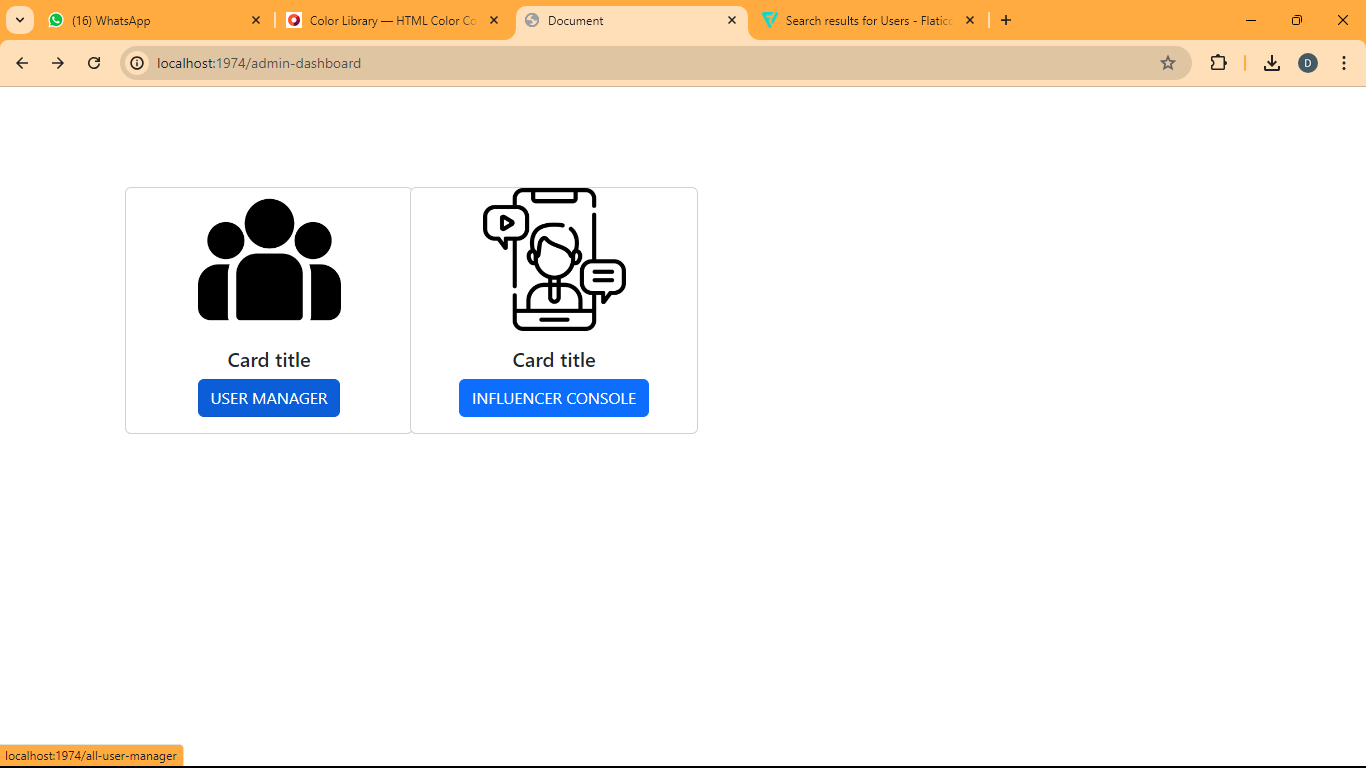 (16) WhatsApp
Color Library — HTML Color Co
Document
Search results for Users - Flatico
localhost:1974/admin-dashboard
D
Card title
USER MANAGER
Card title
INFLUENCER CONSOLE
localhost:1974/all-user-manager